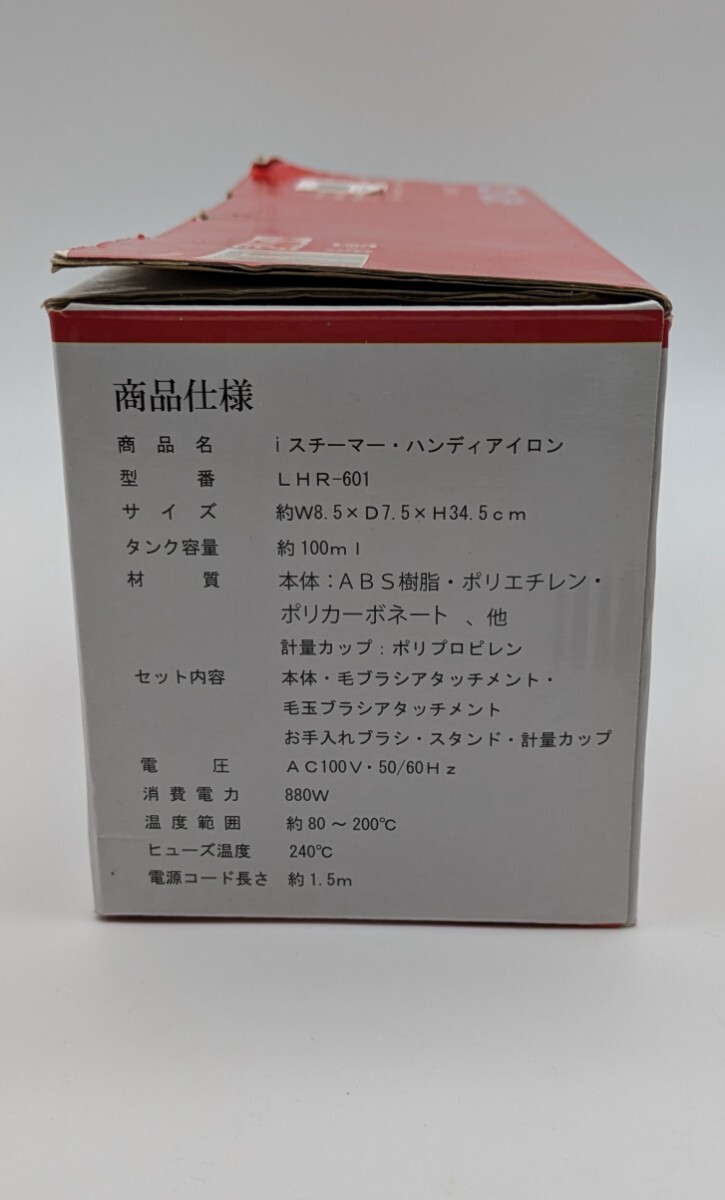 商品仕様
商品名 iスチーマー・ハンディアイロン
型番 LHR-601
サイズ 約W8.5×D7.5×H34.5cm
タンク容量 約100ml
材質 本体:ABS樹脂・ポリエチレン・
ポリカーボネート 、他
計量カップ:ポリプロピレン
セット内容 本体・毛ブラシアタッチメント・
毛玉ブラシアタッチメント
お手入れブラシ・スタンド・計量カップ
電圧 AC100V・50/60Hz
消費電力 880W
温度範囲 約80~200℃
ヒューズ温度 240℃
電源コード長さ 約1.5m